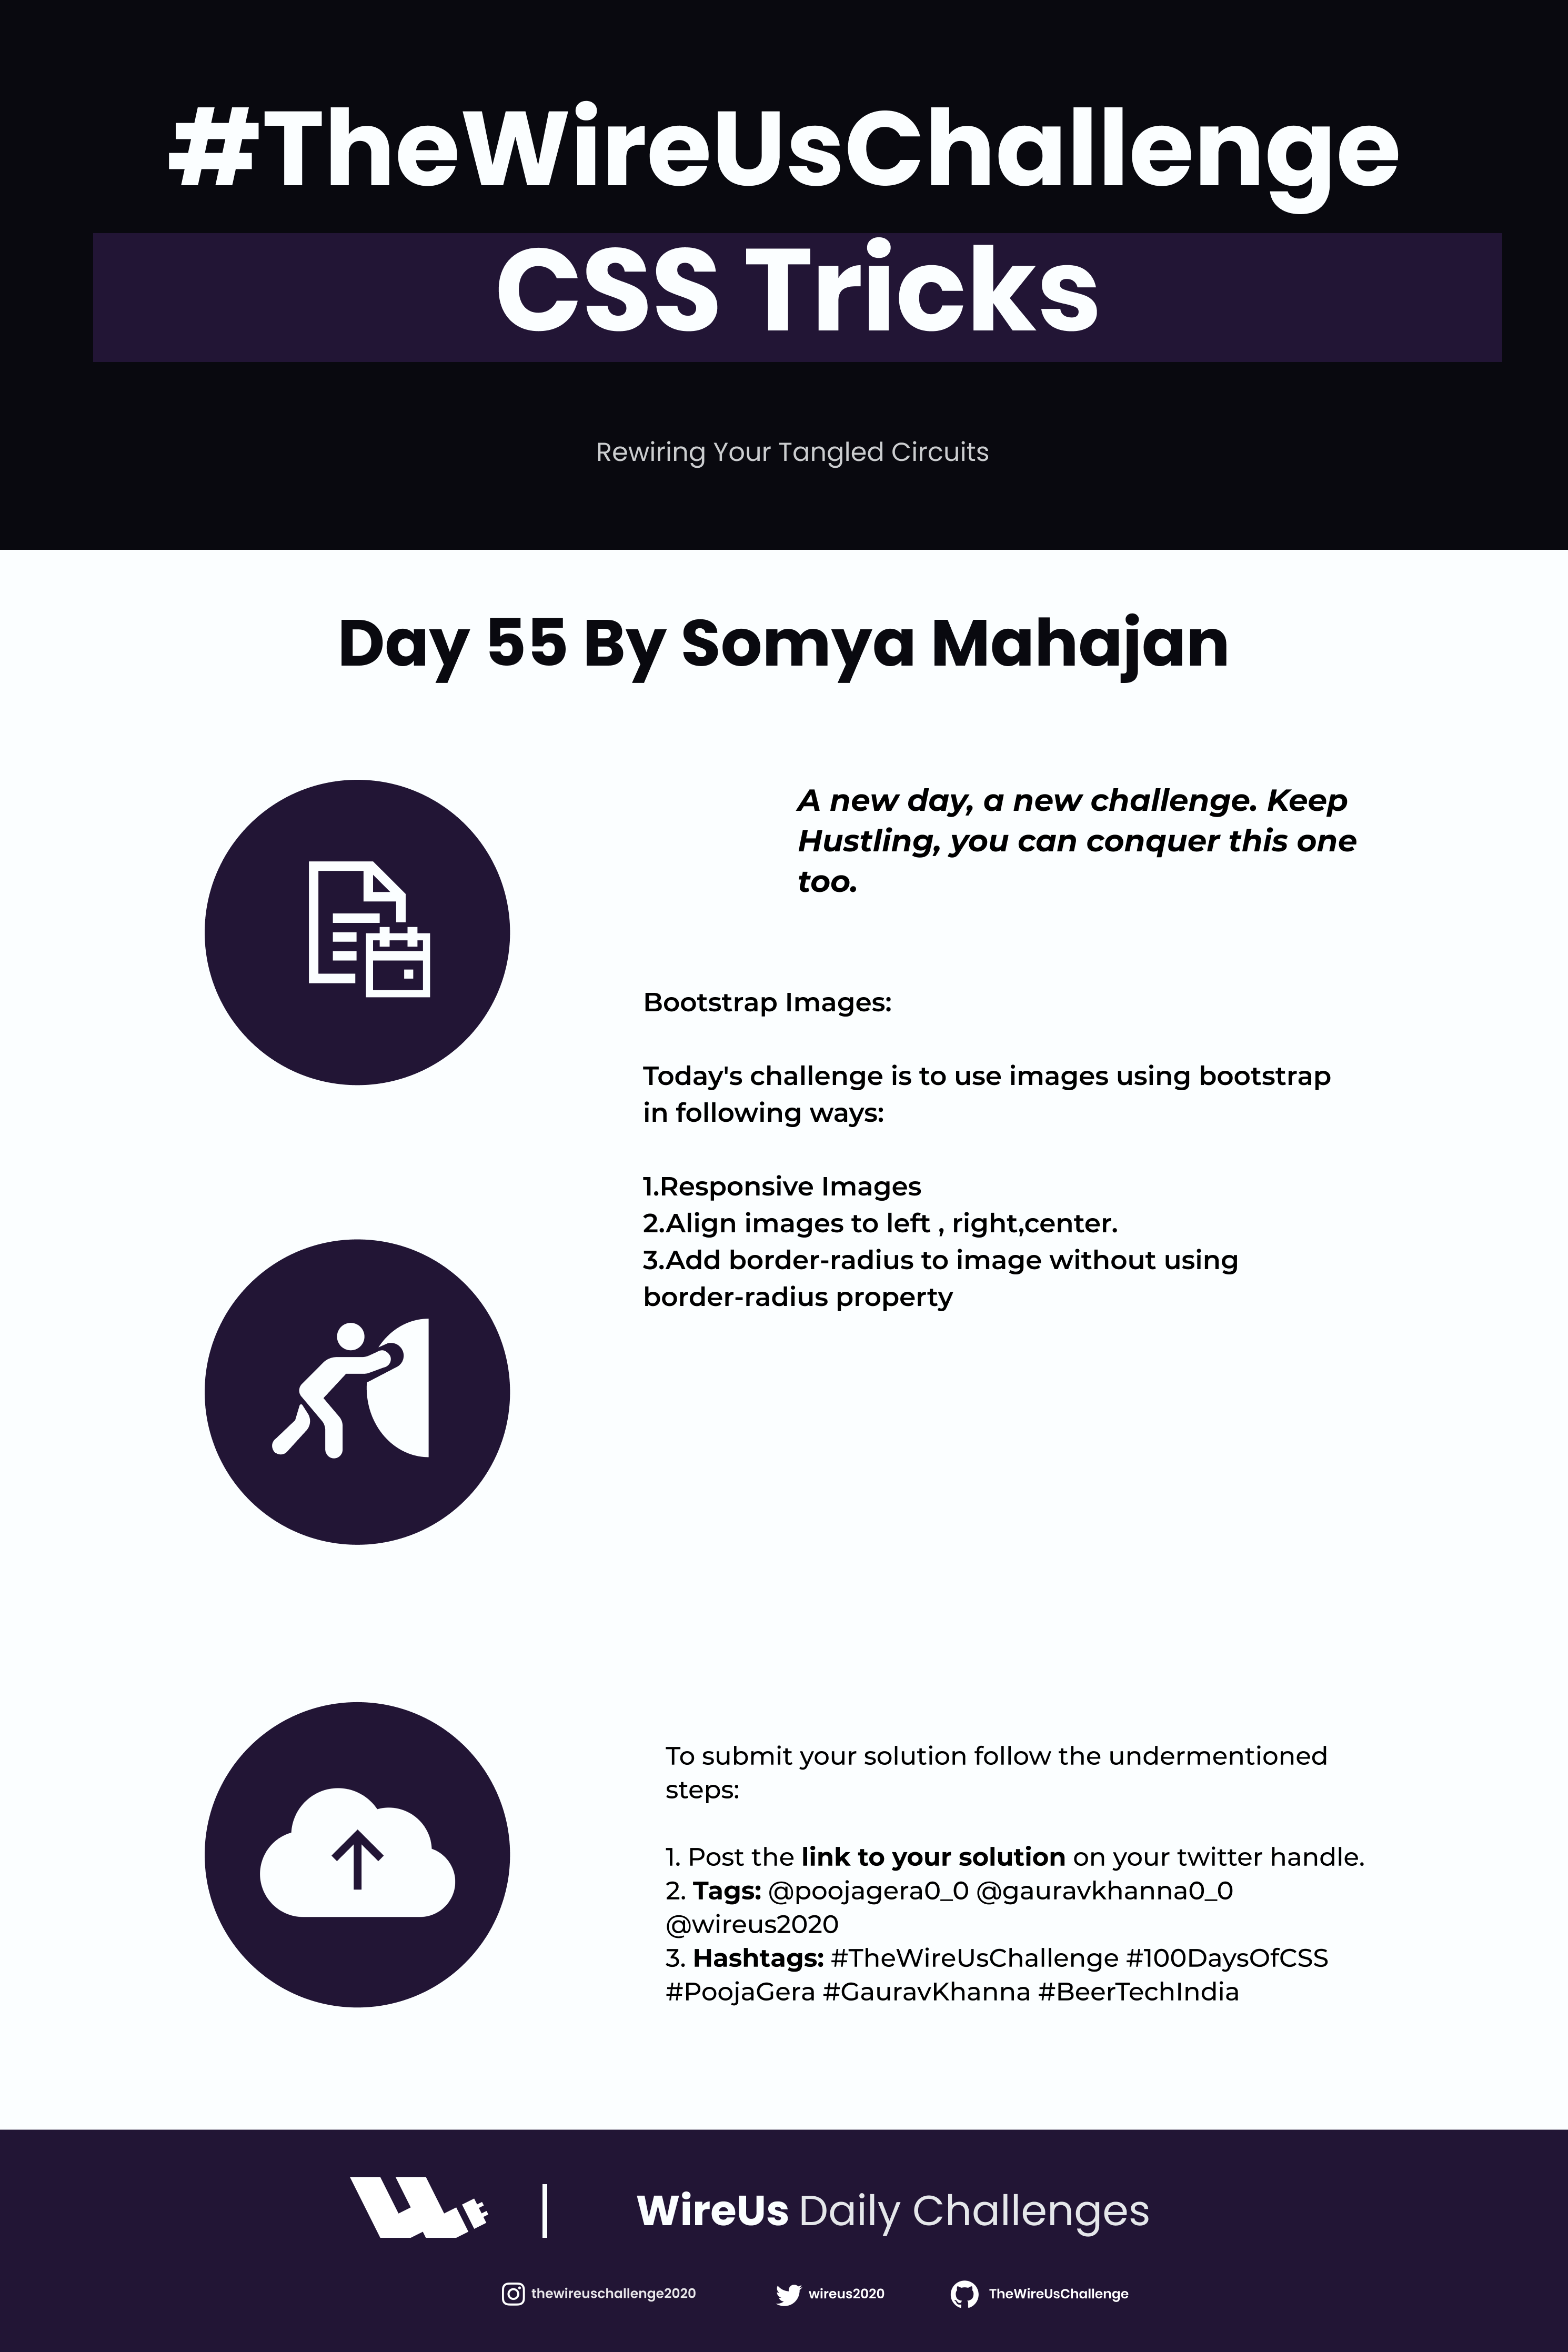 #TheWireUsChallenge
CSS Tricks
Rewiring Your Tangled Circuits
Day 55 By Somya Mahajan
A new day, a new challenge. Keep
Hustling, you can conquer this one
too.
Bootstrap Images:
Today's challenge is to use images using bootstrap
in following ways:
1.Responsive Images
2.Align images to left , right,center.
3.Add border-radius to image without using
border-radius property
To submit your solution follow the undermentioned
steps:
1. Post the link to your solution on your twitter handle.
2. Tags: @poojagera0_0 @gauravkhanna0_0
@wireus2020
3. Hashtags: #TheWireUsChallenge #100DaysOfCSS
#PoojaGera #GauravKhanna #BeerTechIndia
WireUs Daily Challenges
thewireuschallenge2020 wireus2020 TheWireUsChallenge